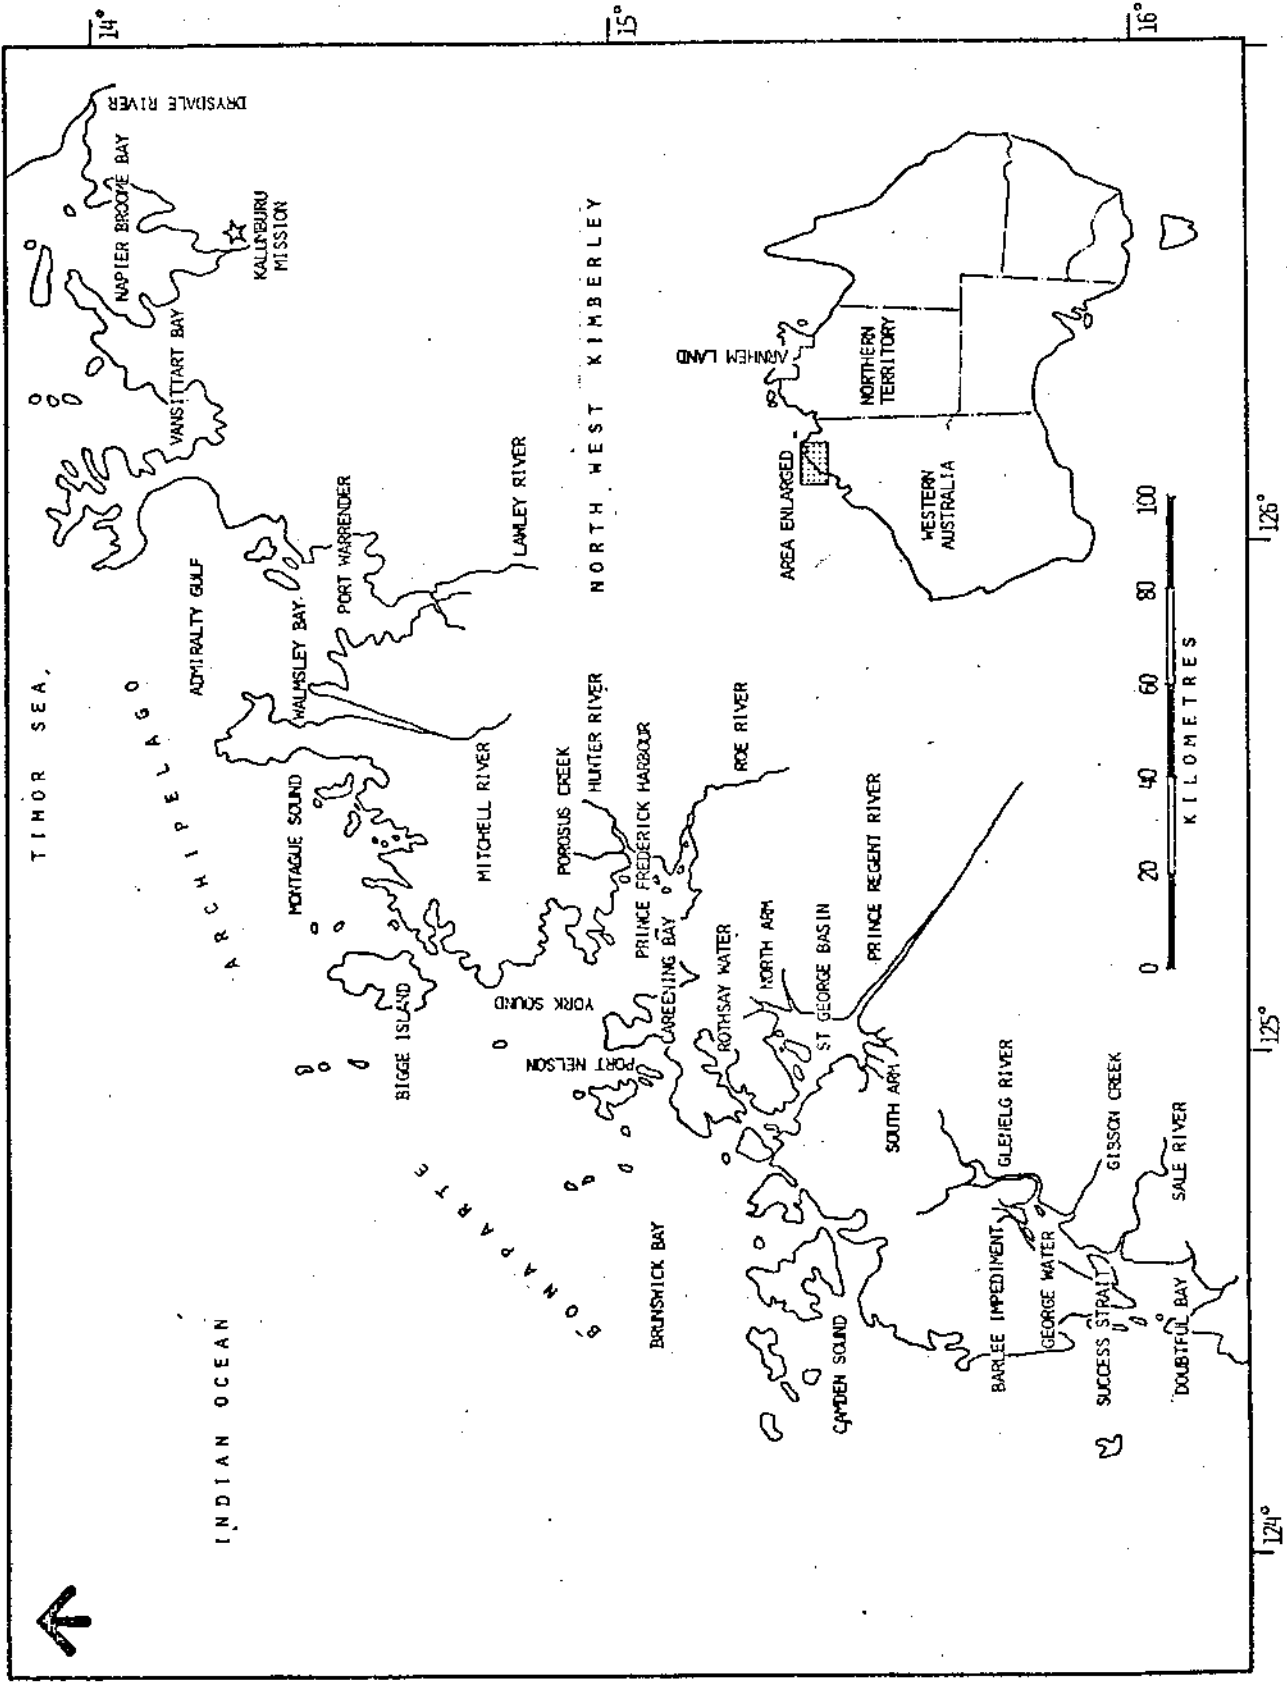 TIMOR SEA.
INDIAN OCEAN
BONAPARTE
ARCHIPELAGO
14°
15°
16°
DRYSDALE RIVER
NAPIER BROOME BAY
KALUMBURU
MISSION
VANSITTART BAY
ADMIRALTY GULF
PORT WARRENDER
WALMSLEY BAY
LAWLEY RIVER
MONTAGUE SOUND
MITCHELL RIVER
BIGGE ISLAND
YORK SOUND
POROSUS CREEK
HUNTER RIVER
PRINCE FREDERICK HARBOUR
ROE RIVER
PORT NELSON
CAREENING BAY
ROTHSAY WATER
NORTH ARM
ST GEORGE BASIN
PRINCE REGENT RIVER
SOUTH ARM
BRUNSWICK BAY
CAMDEN SOUND
GLENELG RIVER
GISSON CREEK
SALE RIVER
BARLEE IMPEDIMENT
GEORGE WATER
SUCCESS STRAIT
DOUBTFUL BAY
NORTH WEST KIMBERLEY
AREA ENLARGED
ARNHEM LAND
NORTHERN
TERRITORY
WESTERN
AUSTRALIA
0 20 40 60 80 100
KILOMETRES
124°
125°
126°